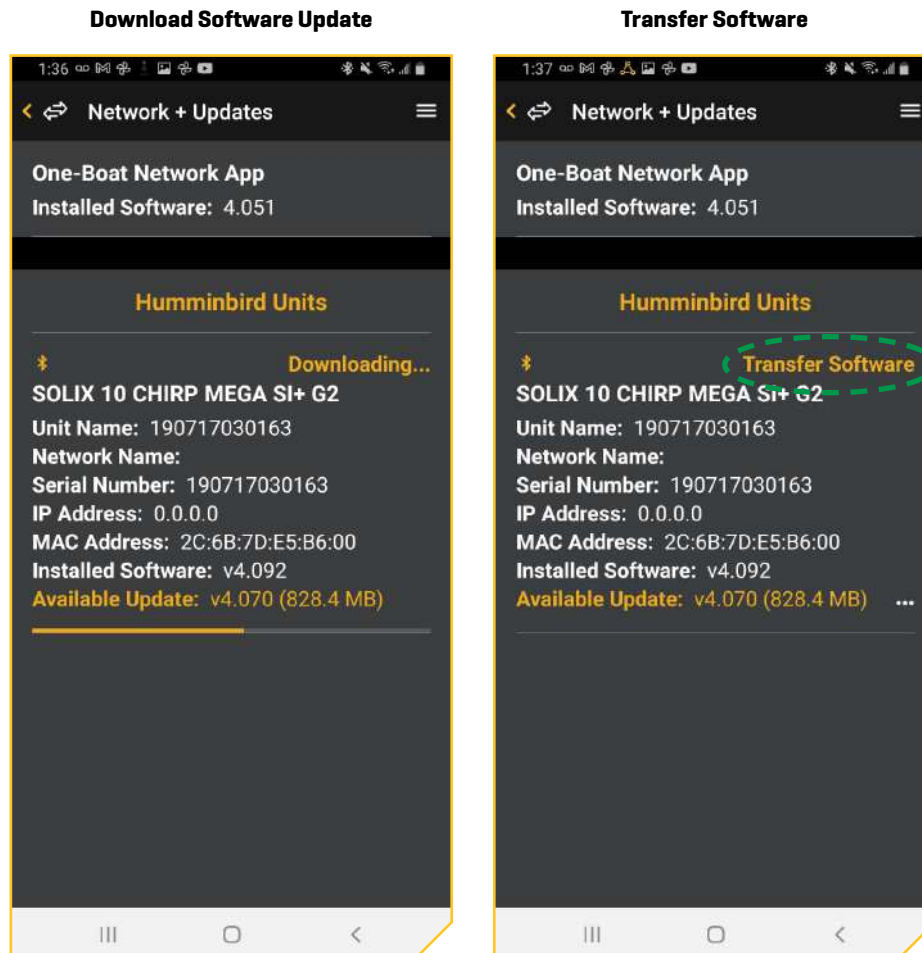 Download Software Update
1:36
Network + Updates
One-Boat Network App
Installed Software: 4.051
Humminbird Units
Downloading...
SOLIX 10 CHIRP MEGA SI+ G2
Unit Name: 190717030163
Network Name:
Serial Number: 190717030163
IP Address: 0.0.0.0
MAC Address: 2C:6B:7D:E5:B6:00
Installed Software: v4.092
Available Update: v4.070 (828.4 MB)
Transfer Software
1:37
Network + Updates
One-Boat Network App
Installed Software: 4.051
Humminbird Units
Transfer Software
SOLIX 10 CHIRP MEGA SI+ G2
Unit Name: 190717030163
Network Name:
Serial Number: 190717030163
IP Address: 0.0.0.0
MAC Address: 2C:6B:7D:E5:B6:00
Installed Software: v4.092
Available Update: v4.070 (828.4 MB) ...